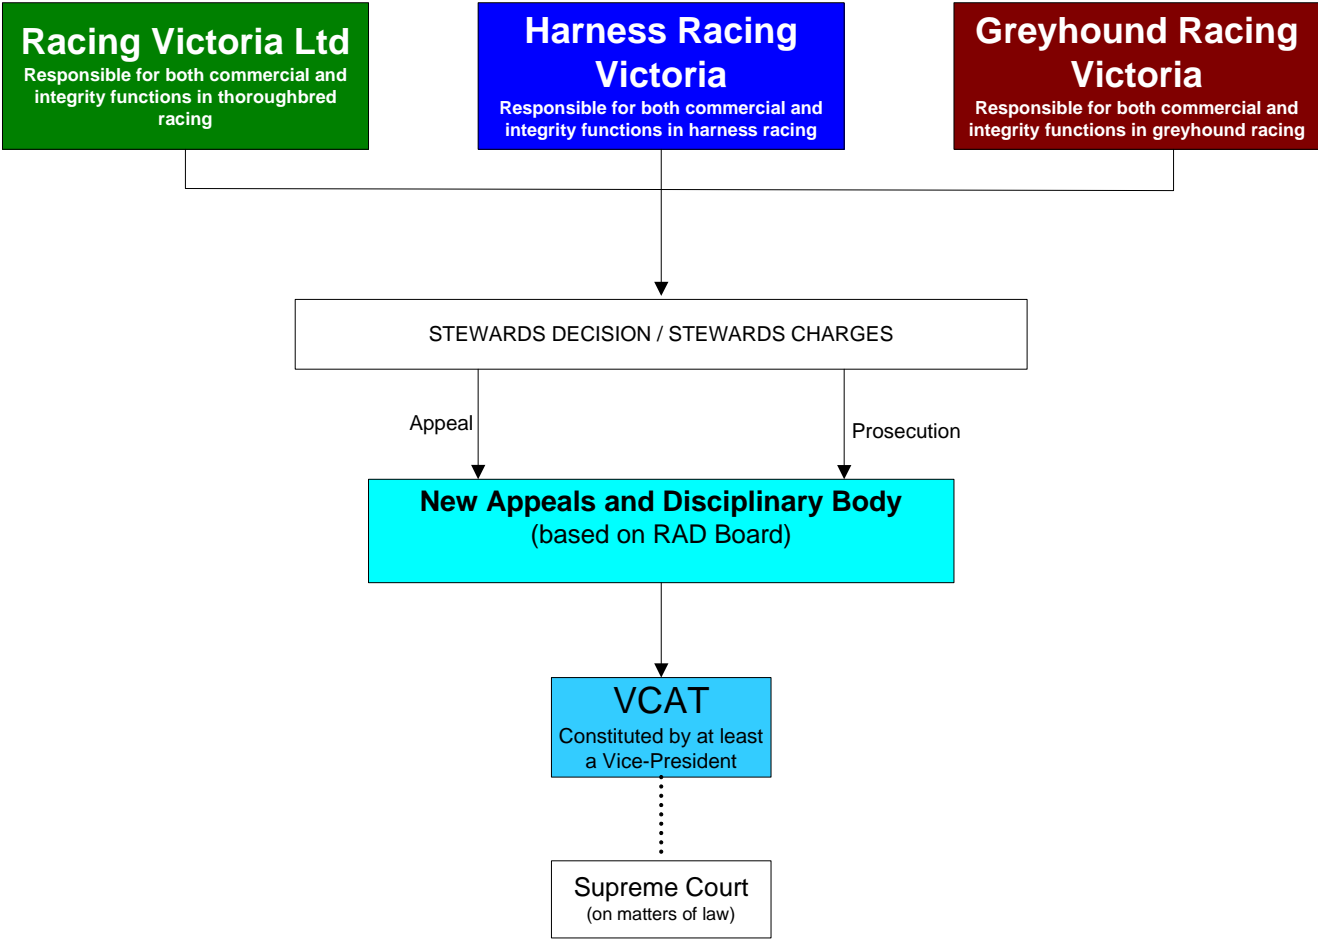 Racing Victoria Ltd
Responsible for both commercial and
integrity functions in thoroughbred
racing
Harness Racing
Victoria
Responsible for both commercial and
integrity functions in harness racing
Greyhound Racing
Victoria
Responsible for both commercial and
integrity functions in greyhound racing
STEWARDS DECISION / STEWARDS CHARGES
Appeal
Prosecution
New Appeals and Disciplinary Body
(based on RAD Board)
VCAT
Constituted by at least
a Vice-President
Supreme Court
(on matters of law)